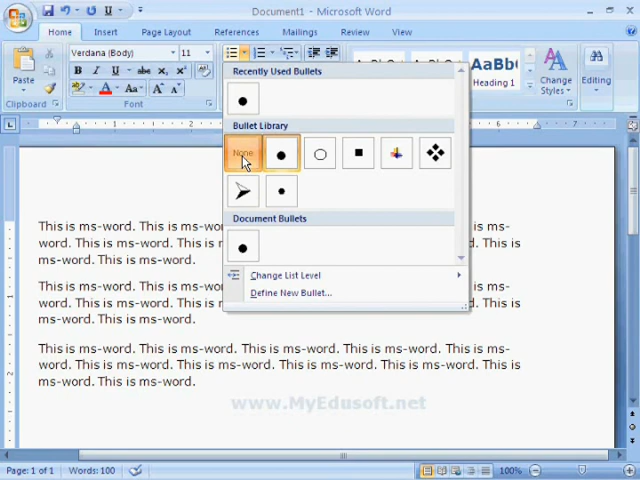 Document1 - Microsoft Word
Home Insert Page Layout References Mailings Review View
Paste
Clipboard
Verdana (Body) 11
B I U abe x₂ x²
Aa A A
Font
AaBb
Heading 1
Change Styles
Editing
Recently Used Bullets
Bullet Library
None
Document Bullets
Change List Level
Define New Bullet...
This is ms-word. This is ms-wo
word. This is ms-word. This is
ms-word. This is ms-word.
This is ms-word. This is ms-wo
word. This is ms-word. This is
ms-word. This is ms-word.
This is ms-word. This is ms-word. This is ms-word. This is ms-
word. This is ms-word. This is ms-word. This is ms-word. This is
ms-word. This is ms-word.
www.MyEdusoft.net
Page: 1 of 1 Words: 100 100%